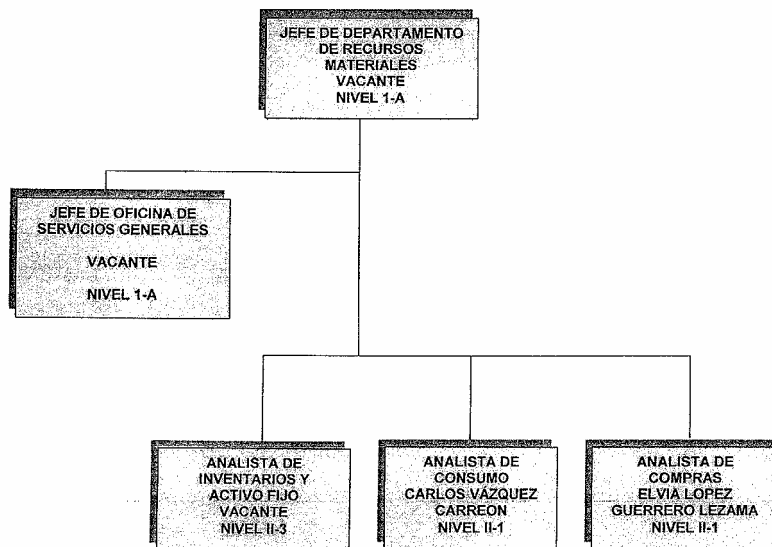 JEFE DE DEPARTAMENTO
DE RECURSOS
MATERIALES
VACANTE
NIVEL 1-A
JEFE DE OFICINA DE
SERVICIOS GENERALES
VACANTE
NIVEL 1-A
ANALISTA DE
INVENTARIOS Y
ACTIVO FIJO
VACANTE
NIVEL II-3
ANALISTA DE
CONSUMO
CARLOS VÁZQUEZ
CARREON
NIVEL II-1
ANALISTA DE
COMPRAS
ELVIA LOPEZ
GUERRERO LEZAMA
NIVEL II-1